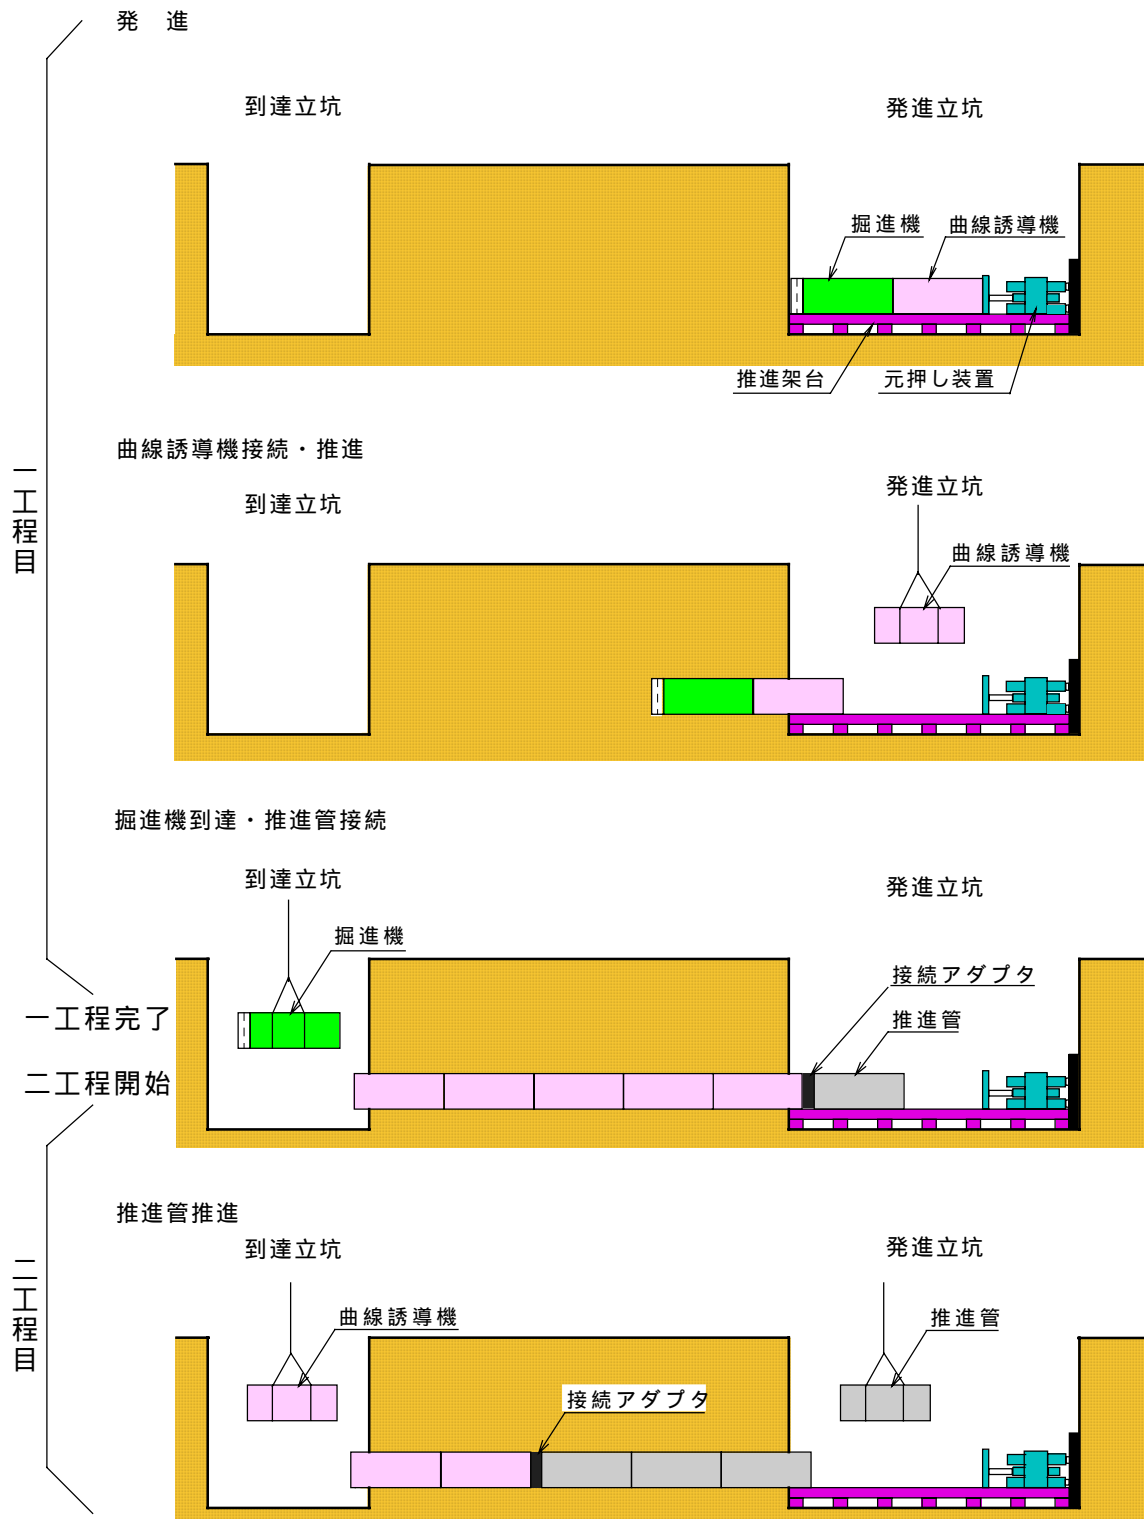 発　進
到達立坑
発進立坑
掘進機
曲線誘導機
推進架台
元押し装置
一工程目
曲線誘導機接続・推進
到達立坑
発進立坑
曲線誘導機
掘進機到達・推進管接続
到達立坑
発進立坑
掘進機
接続アダプタ
推進管
一工程完了
二工程開始
二工程目
推進管推進
到達立坑
発進立坑
曲線誘導機
推進管
接続アダプタ